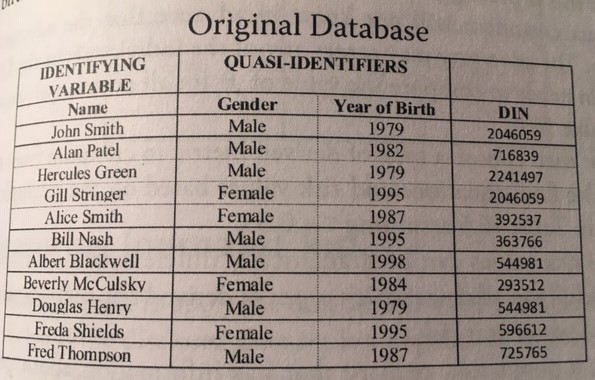 Original Database
IDENTIFYING VARIABLE QUASI-IDENTIFIERS
Name Gender Year of Birth DIN
John Smith Male 1979 2046059
Alan Patel Male 1982 716839
Hercules Green Male 1979 2241497
Gill Stringer Female 1995 2046059
Alice Smith Female 1987 392537
Bill Nash Male 1995 363766
Albert Blackwell Male 1998 544981
Beverly McCulsky Female 1984 293512
Douglas Henry Male 1979 544981
Freda Shields Female 1995 596612
Fred Thompson Male 1987 725765